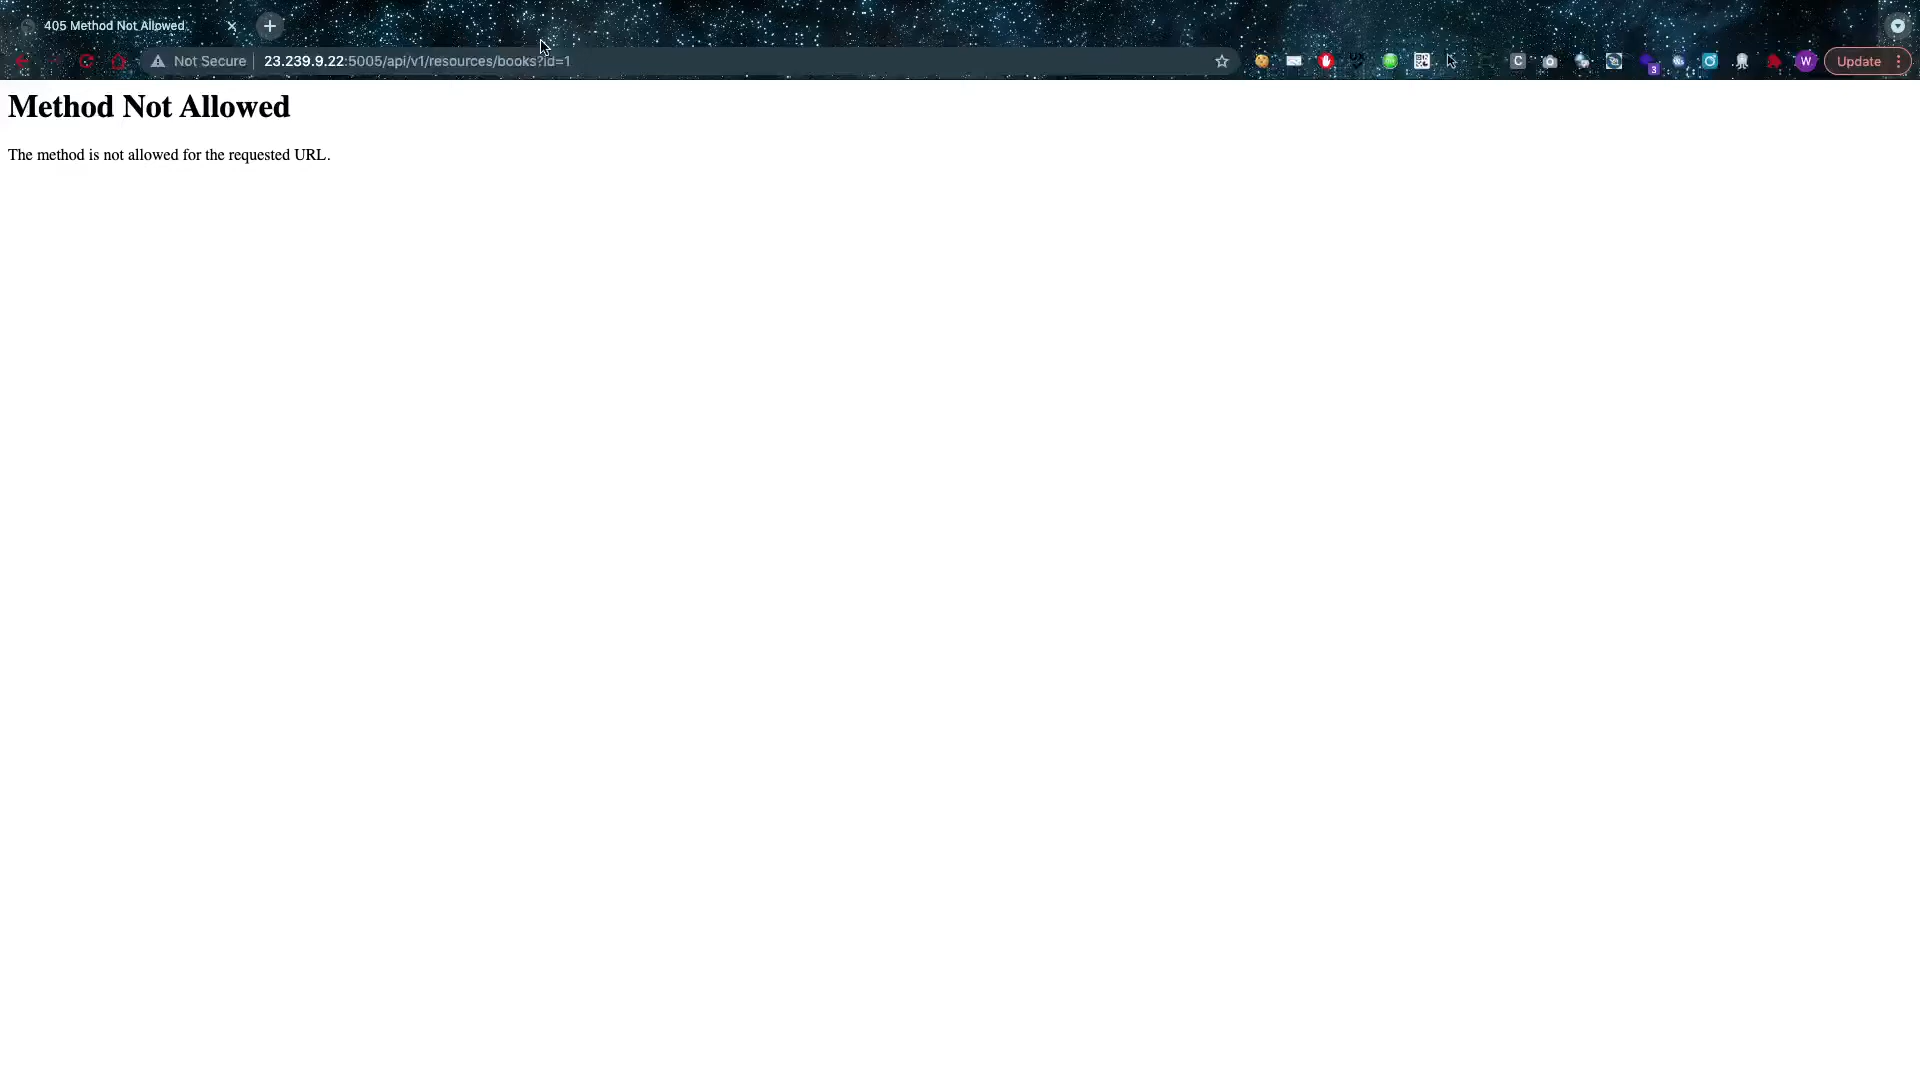 405 Method Not Allowed
Not Secure 23.239.9.22:5005/api/v1/resources/books?id=1
C
3
W
Update
Method Not Allowed
The method is not allowed for the requested URL.